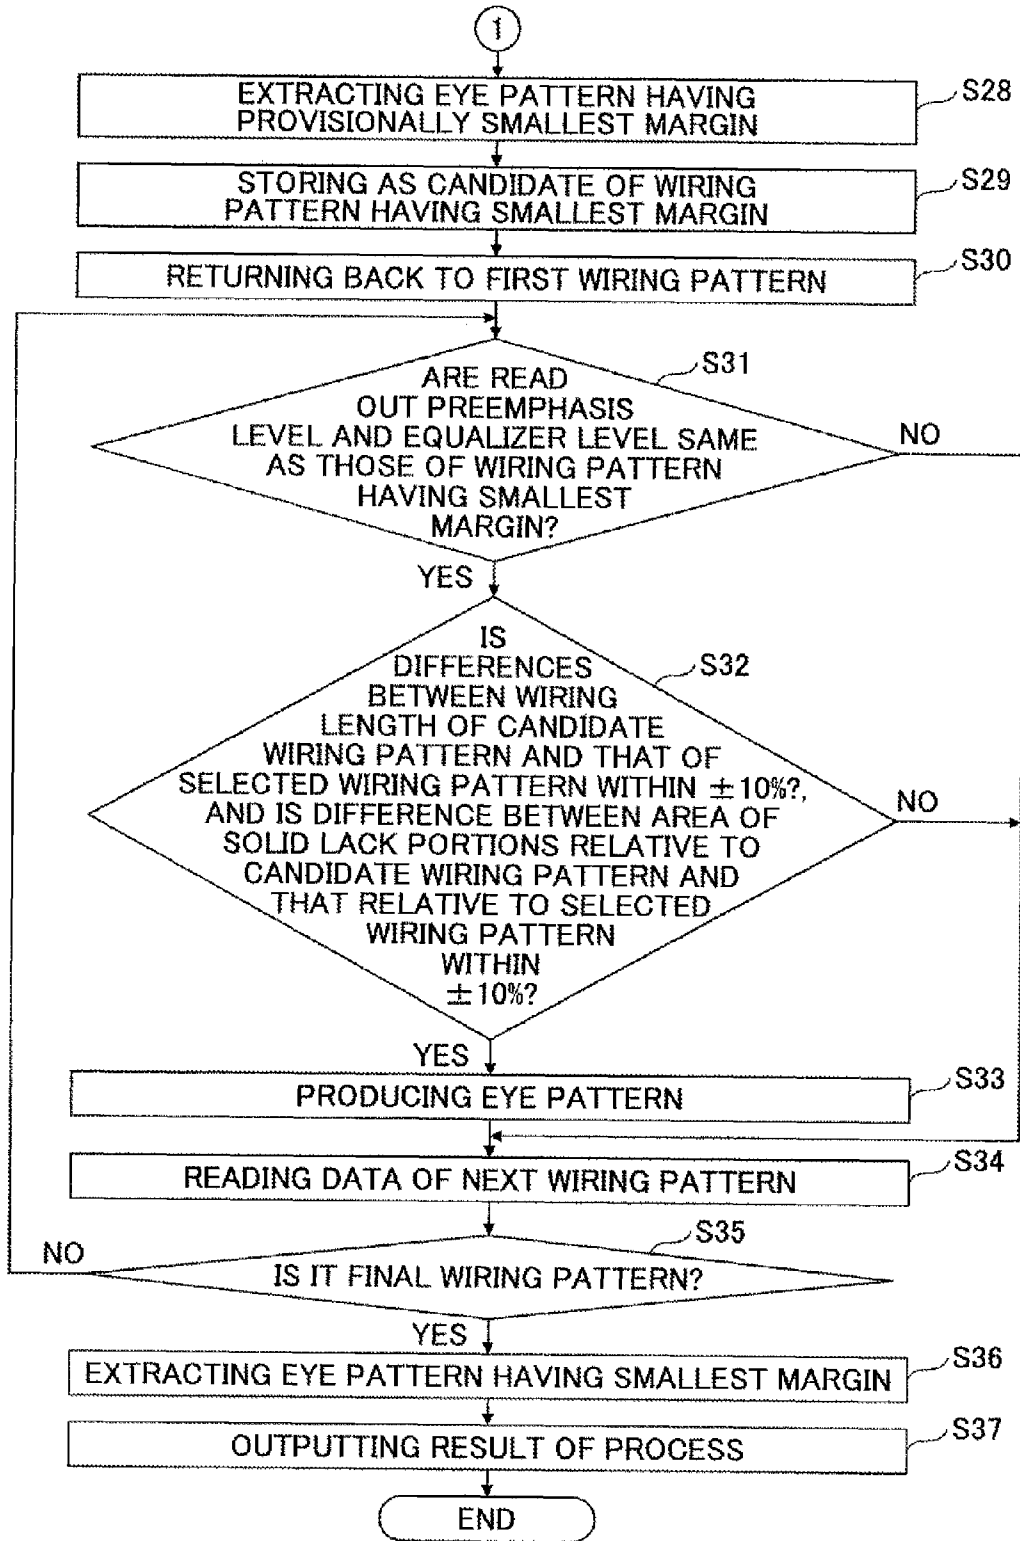 1
EXTRACTING EYE PATTERN HAVING
PROVISIONALLY SMALLEST MARGIN
S28
STORING AS CANDIDATE OF WIRING
PATTERN HAVING SMALLEST MARGIN
S29
RETURNING BACK TO FIRST WIRING PATTERN
S30
S31
ARE READ
OUT PREEMPHASIS
LEVEL AND EQUALIZER LEVEL SAME
AS THOSE OF WIRING PATTERN
HAVING SMALLEST
MARGIN?
NO
YES
S32
IS
DIFFERENCES
BETWEEN WIRING
LENGTH OF CANDIDATE
WIRING PATTERN AND THAT OF
SELECTED WIRING PATTERN WITHIN ±10%?,
AND IS DIFFERENCE BETWEEN AREA OF
SOLID LACK PORTIONS RELATIVE TO
CANDIDATE WIRING PATTERN AND
THAT RELATIVE TO SELECTED
WIRING PATTERN
WITHIN
±10%?
NO
YES
PRODUCING EYE PATTERN
S33
READING DATA OF NEXT WIRING PATTERN
S34
S35
NO
IS IT FINAL WIRING PATTERN?
YES
EXTRACTING EYE PATTERN HAVING SMALLEST MARGIN
S36
OUTPUTTING RESULT OF PROCESS
S37
END